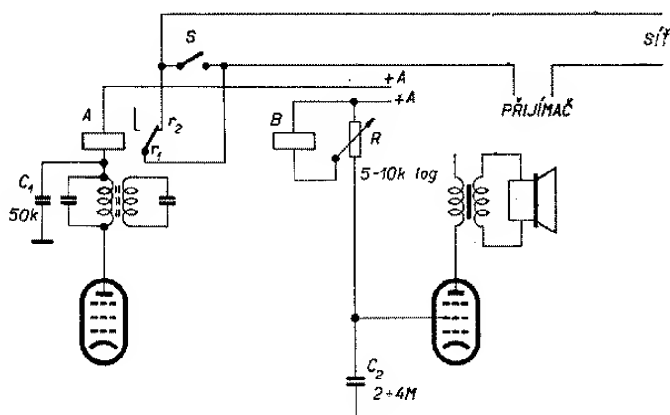 S
SÍŤ
+A
+A
PŘIJÍMAČ
A
r₂
r₁
B
R
5-10k log
C₁
50k
C₂
2÷4M